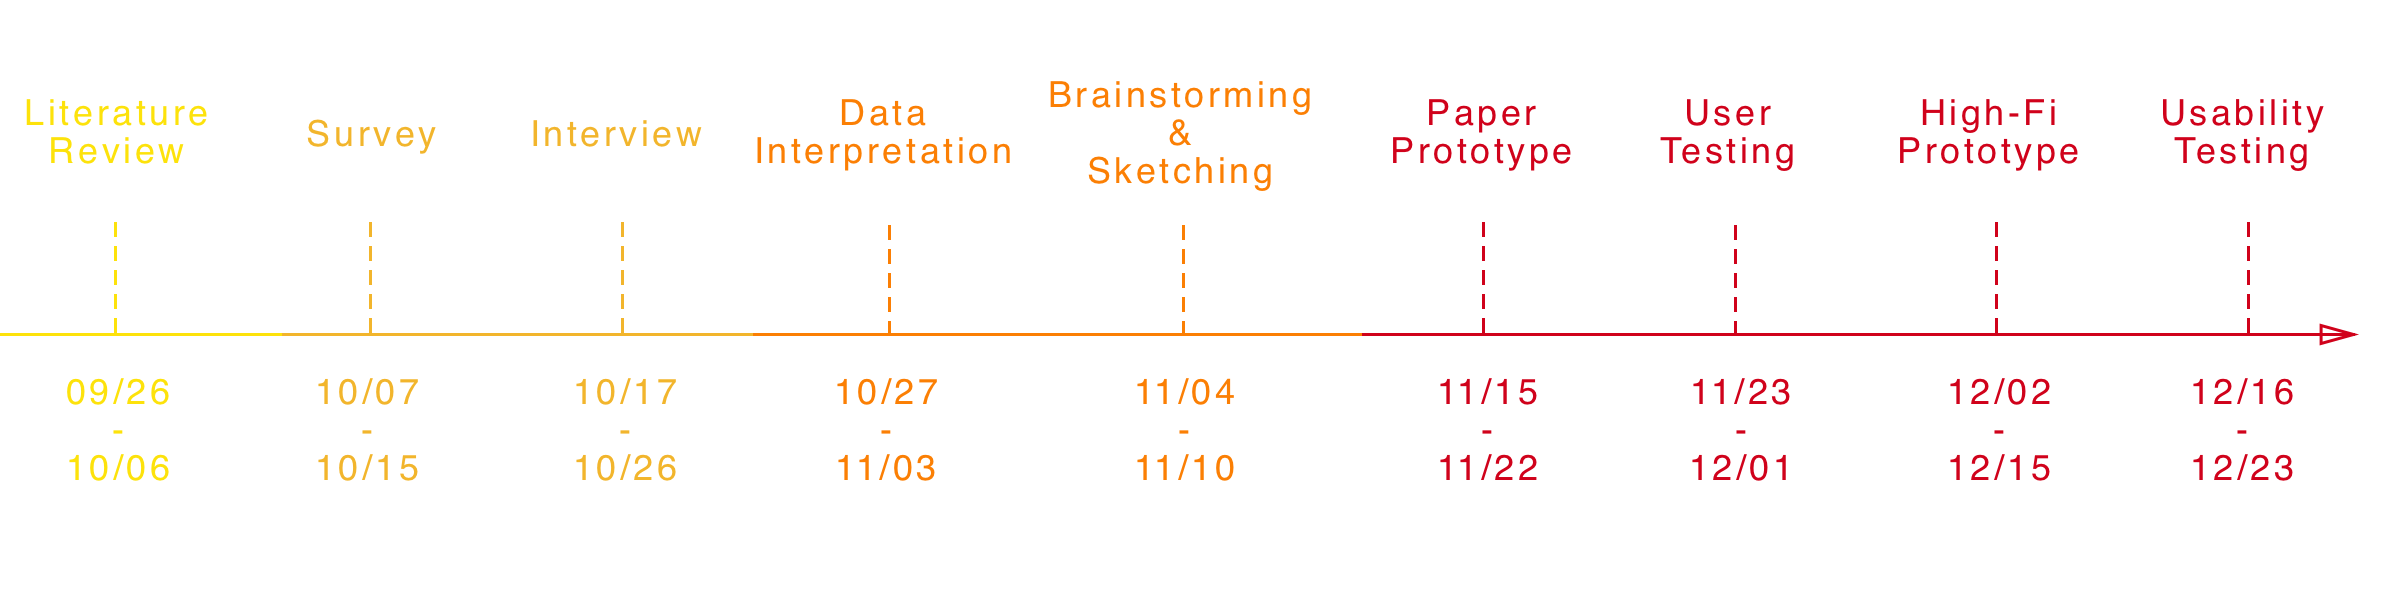 Literature
Review
Survey
Interview
Data
Interpretation
Brainstorming
&
Sketching
Paper
Prototype
User
Testing
High-Fi
Prototype
Usability
Testing
09/26
-
10/06
10/07
-
10/15
10/17
-
10/26
10/27
-
11/03
11/04
-
11/10
11/15
-
11/22
11/23
-
12/01
12/02
-
12/15
12/16
-
12/23